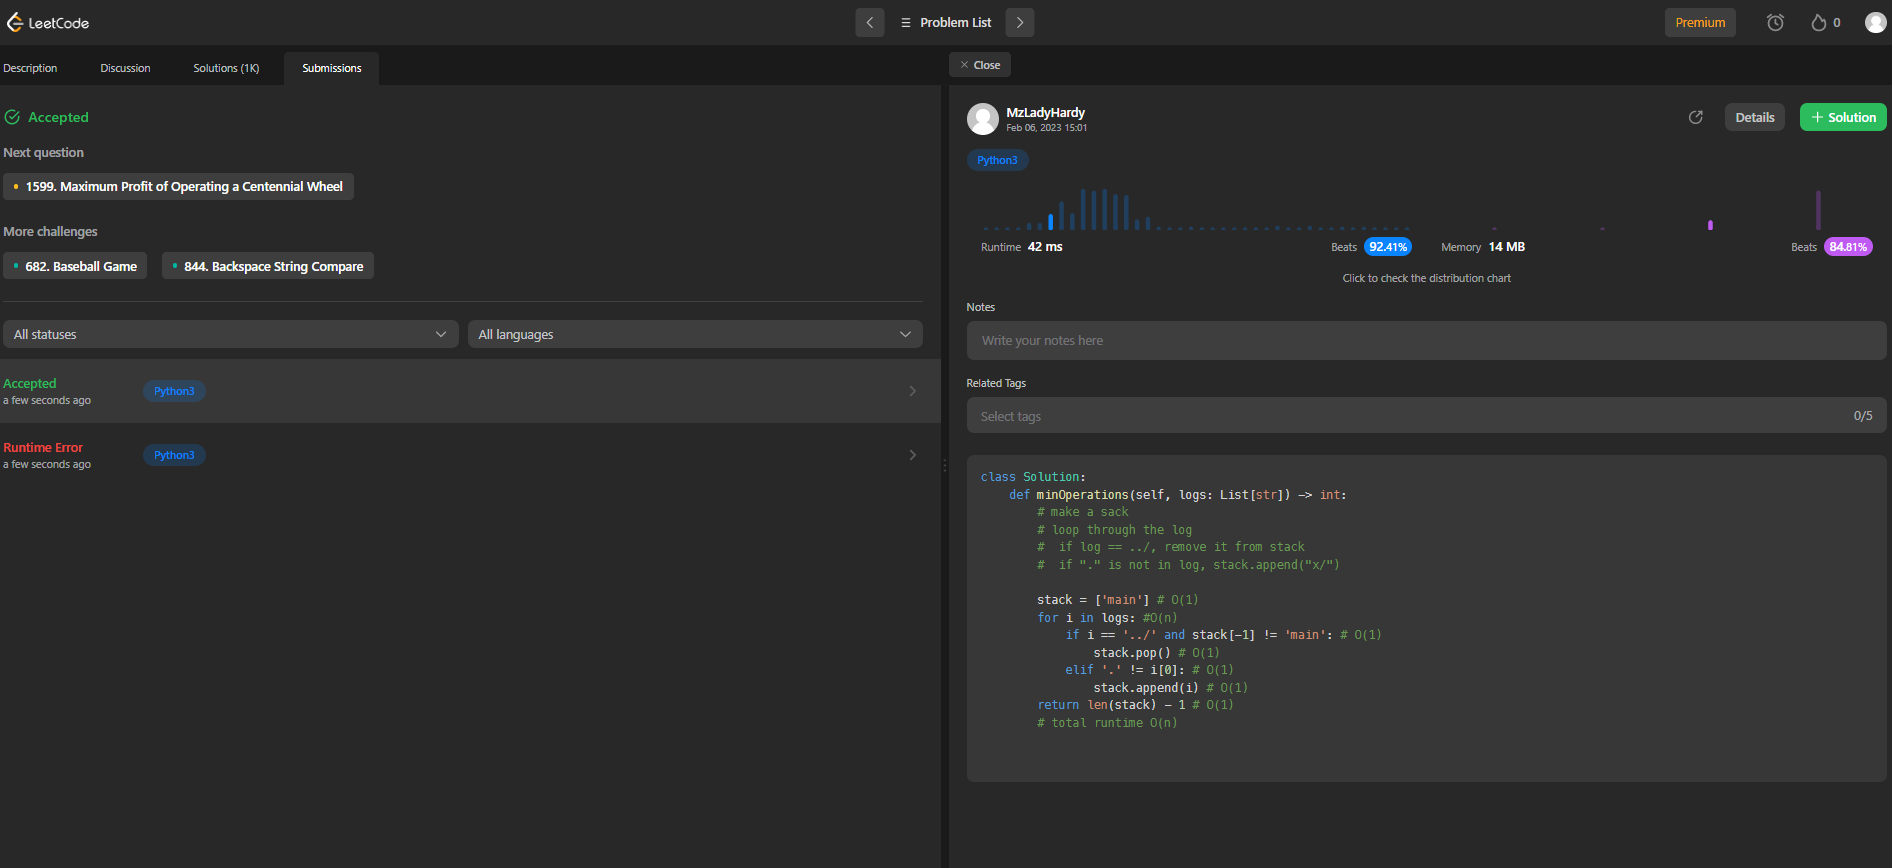 LeetCode
Problem List
Premium
0
Description
Discussion
Solutions (1K)
Submissions
Accepted
Next question
1599. Maximum Profit of Operating a Centennial Wheel
More challenges
682. Baseball Game
844. Backspace String Compare
All statuses
All languages
Accepted
a few seconds ago
Python3
Runtime Error
a few seconds ago
Python3
Close
MzLadyHardy
Feb 06, 2023 15:01
Details
+ Solution
Python3
Runtime 42 ms
Beats 92.41%
Memory 14 MB
Beats 84.81%
Click to check the distribution chart
Notes
Write your notes here
Related Tags
Select tags
0/5
class Solution:
    def minOperations(self, logs: List[str]) -> int:
        # make a sack
        # loop through the log
        #  if log == ../, remove it from stack
        #  if "." is not in log, stack.append("x/")
        stack = ['main'] # O(1)
        for i in logs: #O(n)
            if i == '../' and stack[-1] != 'main': # O(1)
                stack.pop() # O(1)
            elif '.' != i[0]: # O(1)
                stack.append(i) # O(1)
        return len(stack) - 1 # O(1)
        # total runtime O(n)